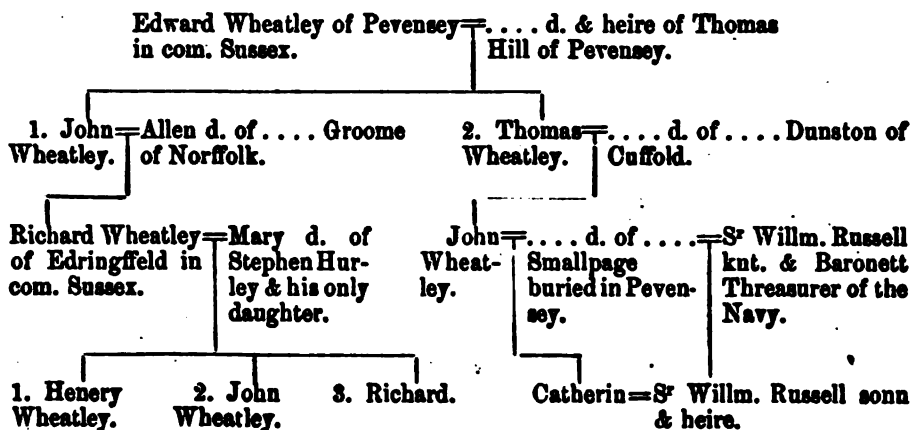 Edward Wheatley of Pevensey=.... d. & heire of Thomas
in com. Sussex. Hill of Pevensey.
1. John=Allen d. of .... Groome
Wheatley. of Norffolk.
2. Thomas=.... d. of .... Dunston of
Wheatley. Cuffold.
Richard Wheatley=Mary d. of
of Edringffeld in Stephen Hur-
com. Sussex. ley & his only
daughter.
John=.... d. of ....=Sr Willm. Russell
Wheat- Smallpage knt. & Baronett
ley. buried in Peven- Threasurer of the
sey. Navy.
1. Henery
Wheatley.
2. John
Wheatley.
3. Richard.
Catherin=Sr Willm. Russell sonn
& heire.